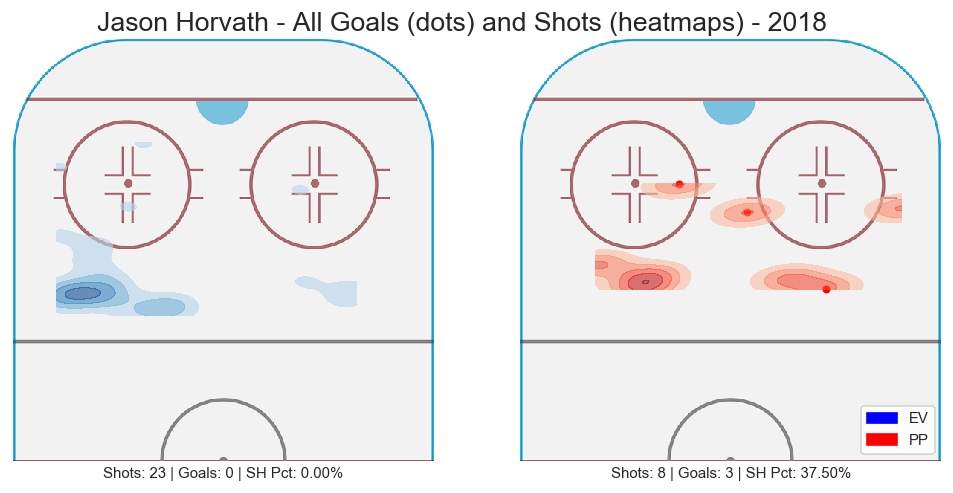 Jason Horvath - All Goals (dots) and Shots (heatmaps) - 2018
EV
PP
Shots: 23 | Goals: 0 | SH Pct: 0.00%
Shots: 8 | Goals: 3 | SH Pct: 37.50%